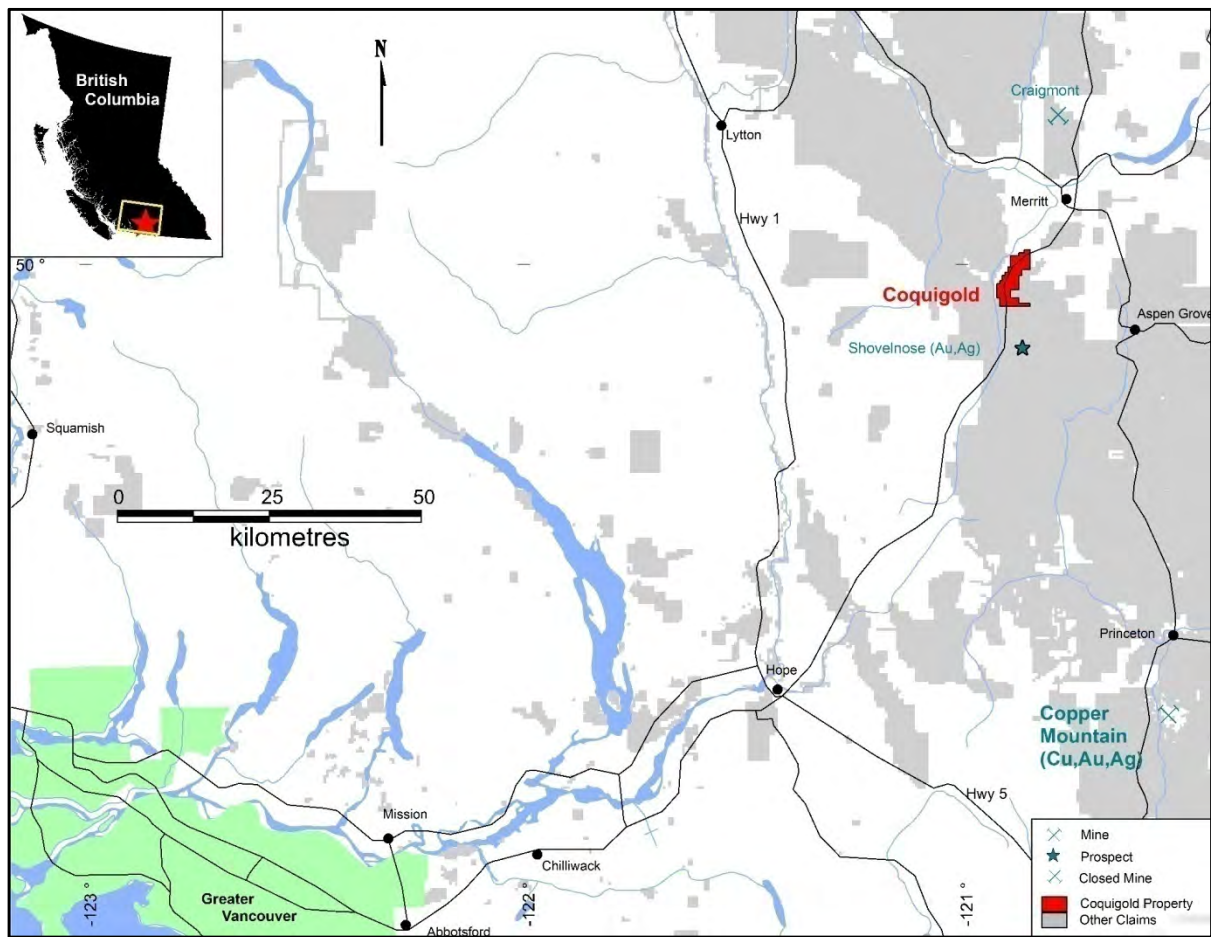 British
Columbia
N
50 °
Craigmont
Lytton
Hwy 1
Merritt
Coquigold
Aspen Grove
Shovelnose (Au,Ag)
Squamish
0 25 50
kilometres
Princeton
Hope
Copper
Mountain
(Cu,Au,Ag)
Hwy 5
Mission
Chilliwack
Greater
Vancouver
Abbotsford
-123 °
-122 °
-121 °
Mine
Prospect
Closed Mine
Coquigold Property
Other Claims